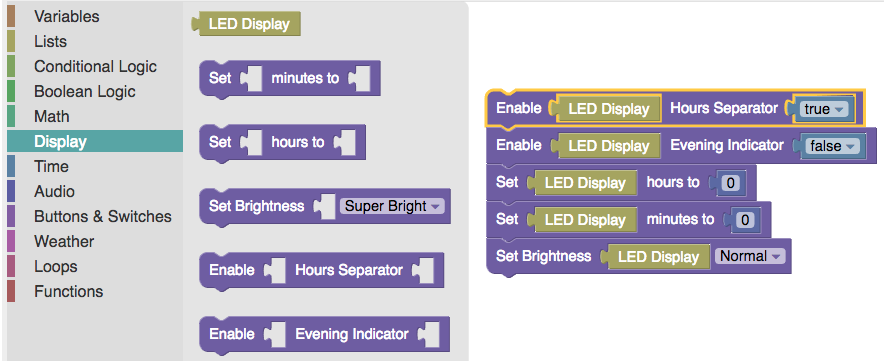 Variables
Lists
Conditional Logic
Boolean Logic
Math
Display
Time
Audio
Buttons & Switches
Weather
Loops
Functions
LED Display
Set minutes to
Set hours to
Set Brightness Super Bright
Enable Hours Separator
Enable Evening Indicator
Enable LED Display Hours Separator true
Enable LED Display Evening Indicator false
Set LED Display hours to 0
Set LED Display minutes to 0
Set Brightness LED Display Normal